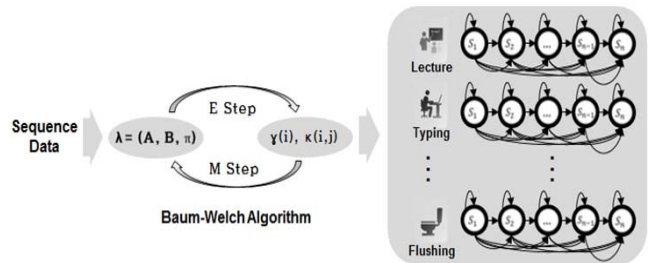 Sequence
Data
λ = (A, B, π)
E Step
M Step
γ(i), κ(i,j)
Baum-Welch Algorithm
Lecture
S₁ S₂ ... Sₙ₋₁ Sₙ
Typing
S₁ S₂ ... Sₙ₋₁ Sₙ
Flushing
S₁ S₂ ... Sₙ₋₁ Sₙ